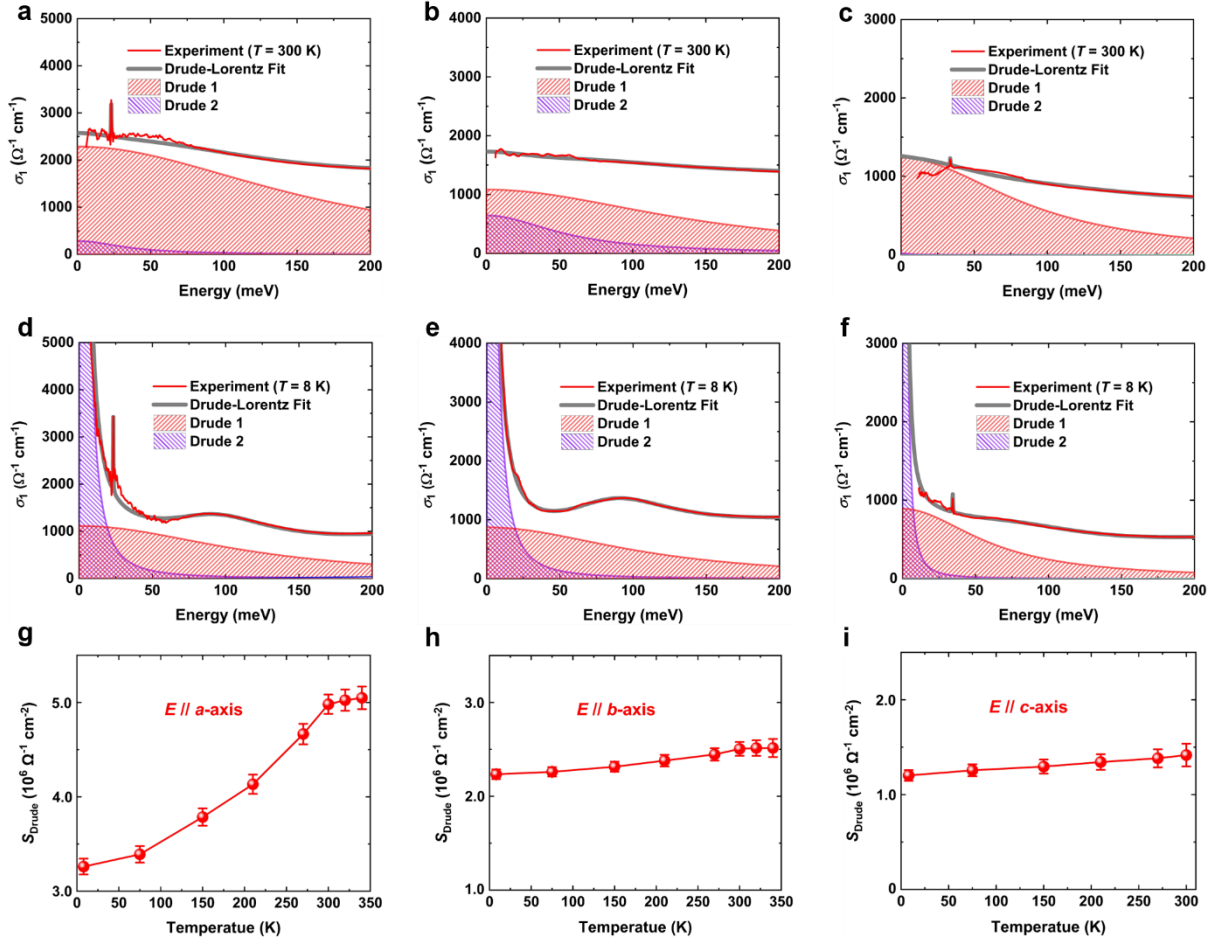 a
5000
4000
3000
2000
1000
0
σ₁ (Ω⁻¹ cm⁻¹)
Experiment (T = 300 K)
Drude-Lorentz Fit
Drude 1
Drude 2
0 50 100 150 200
Energy (meV)
b
4000
3000
2000
1000
0
σ₁ (Ω⁻¹ cm⁻¹)
Experiment (T = 300 K)
Drude-Lorentz Fit
Drude 1
Drude 2
0 50 100 150 200
Energy (meV)
c
3000
2000
1000
0
σ₁ (Ω⁻¹ cm⁻¹)
Experiment (T = 300 K)
Drude-Lorentz Fit
Drude 1
Drude 2
0 50 100 150 200
Energy (meV)
d
5000
4000
3000
2000
1000
0
σ₁ (Ω⁻¹ cm⁻¹)
Experiment (T = 8 K)
Drude-Lorentz Fit
Drude 1
Drude 2
0 50 100 150 200
Energy (meV)
e
4000
3000
2000
1000
0
σ₁ (Ω⁻¹ cm⁻¹)
Experiment (T = 8 K)
Drude-Lorentz Fit
Drude 1
Drude 2
0 50 100 150 200
Energy (meV)
f
3000
2000
1000
0
σ₁ (Ω⁻¹ cm⁻¹)
Experiment (T = 8 K)
Drude-Lorentz Fit
Drude 1
Drude 2
0 50 100 150 200
Energy (meV)
g
5.0
4.0
3.0
S_Drude (10⁶ Ω⁻¹ cm⁻²)
E // a-axis
0 50 100 150 200 250 300 350
Temperatue (K)
h
3.0
2.0
1.0
S_Drude (10⁶ Ω⁻¹ cm⁻²)
E // b-axis
0 50 100 150 200 250 300 350
Temperatue (K)
i
2.0
1.0
0.0
S_Drude (10⁶ Ω⁻¹ cm⁻²)
E // c-axis
0 50 100 150 200 250 300
Temperatue (K)